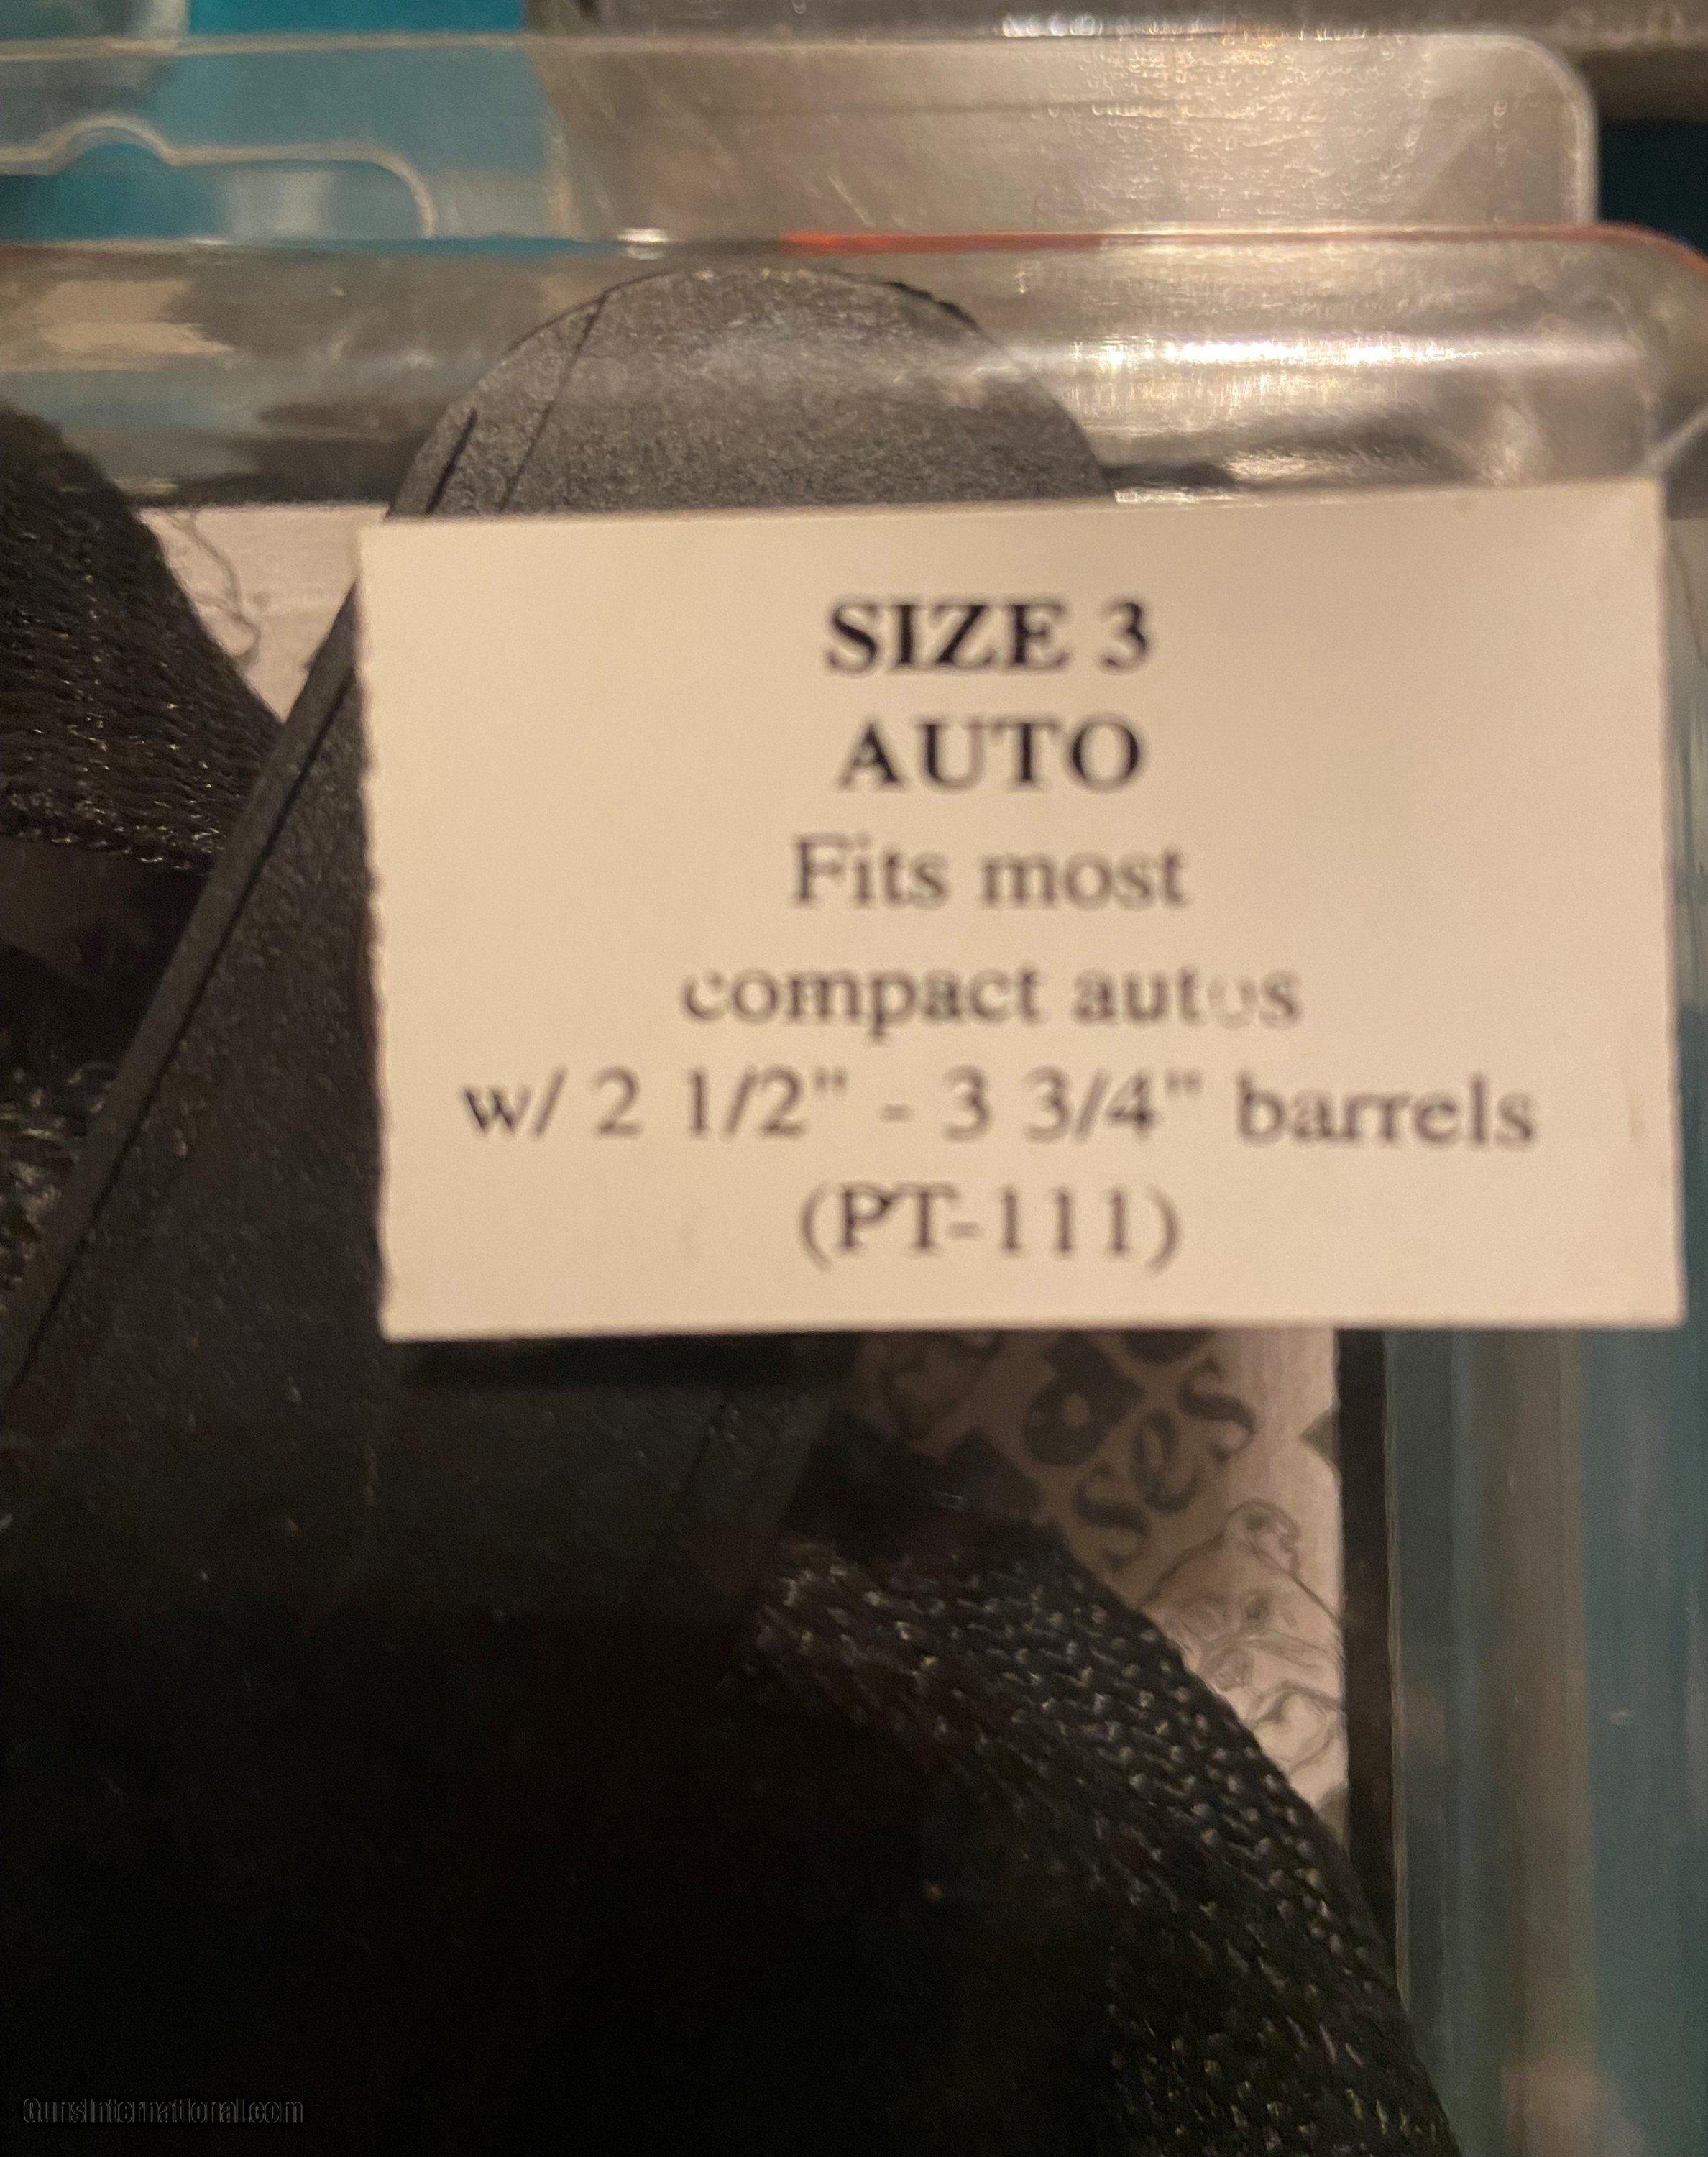 SIZE 3
AUTO
Fits most
compact autos
w/ 2 1/2" - 3 3/4" barrels
(PT-111)
GunsInternational.com